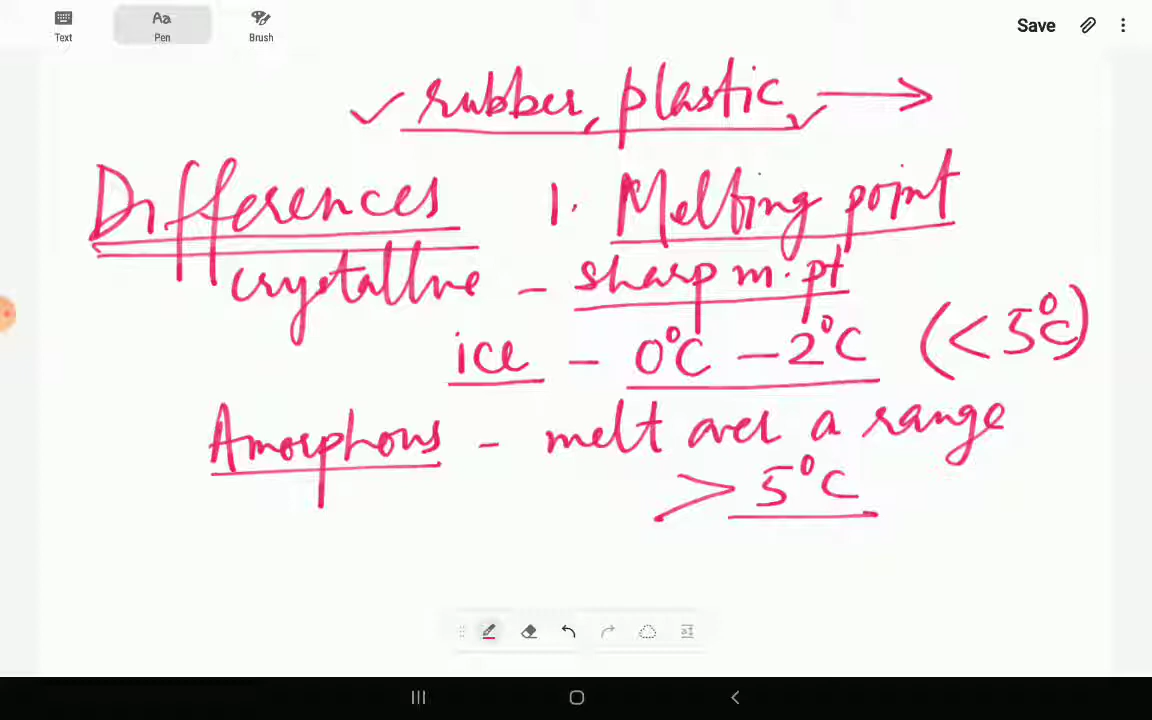 Text
Aa
Pen
Brush
Save
✓ rubber, plastic, ⟶
Differences 1. Melting point
crystalline - sharp m.pt
ice - 0°C - 2°C (< 5°C)
Amorphous - melt over a range
> 5°C